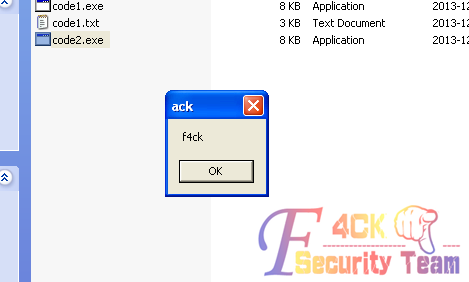 code1.exe 8 KB Application 2013-12
code1.txt 3 KB Text Document 2013-12
code2.exe 8 KB Application 2013-12
ack
f4ck
OK
F 4CK
Security Team